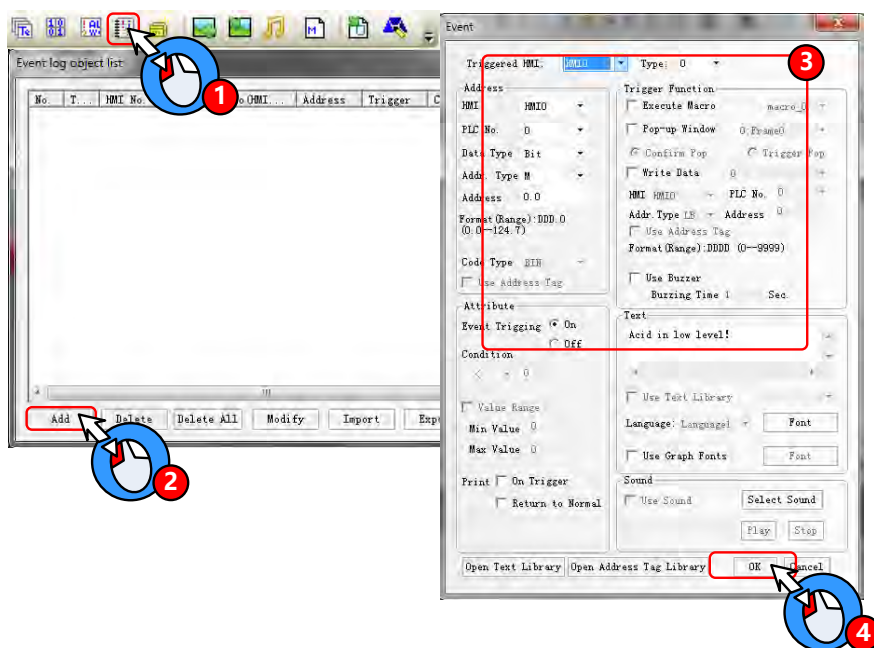 Event log object list
No. T... HMI No. o.HMI... Address Trigger C
1
Add Delete Delete All Modify Import Exp
2
Event
Triggered HMI: HMI0 Type: 0
3
Address
HMI HMI0
PLC No. 0
Data Type Bit
Addr. Type M
Address 0.0
Format(Range):DDD.O
(0.0--124.7)
Code Type BIN
Use Address Tag
Attribute
Event Trigging On
Off
Condition
< 0
Value Range
Min Value 0
Max Value 0
Print On Trigger
Return to Normal
Trigger Function
Execute Macro macro_0
Pop-up Window 0:Frame0
Confirm Pop Trigger Pop
Write Data 0
HMI HMI0 PLC No. 0
Addr.Type LB Address 0
Use Address Tag
Format(Range):DDDD (0--9999)
Use Buzzer
Buzzing Time 1 Sec.
Text
Acid in low level!
Use Text Library
Language: Language1 Font
Use Graph Fonts Font
Sound
Use Sound Select Sound
Play Stop
Open Text Library Open Address Tag Library OK Cancel
4